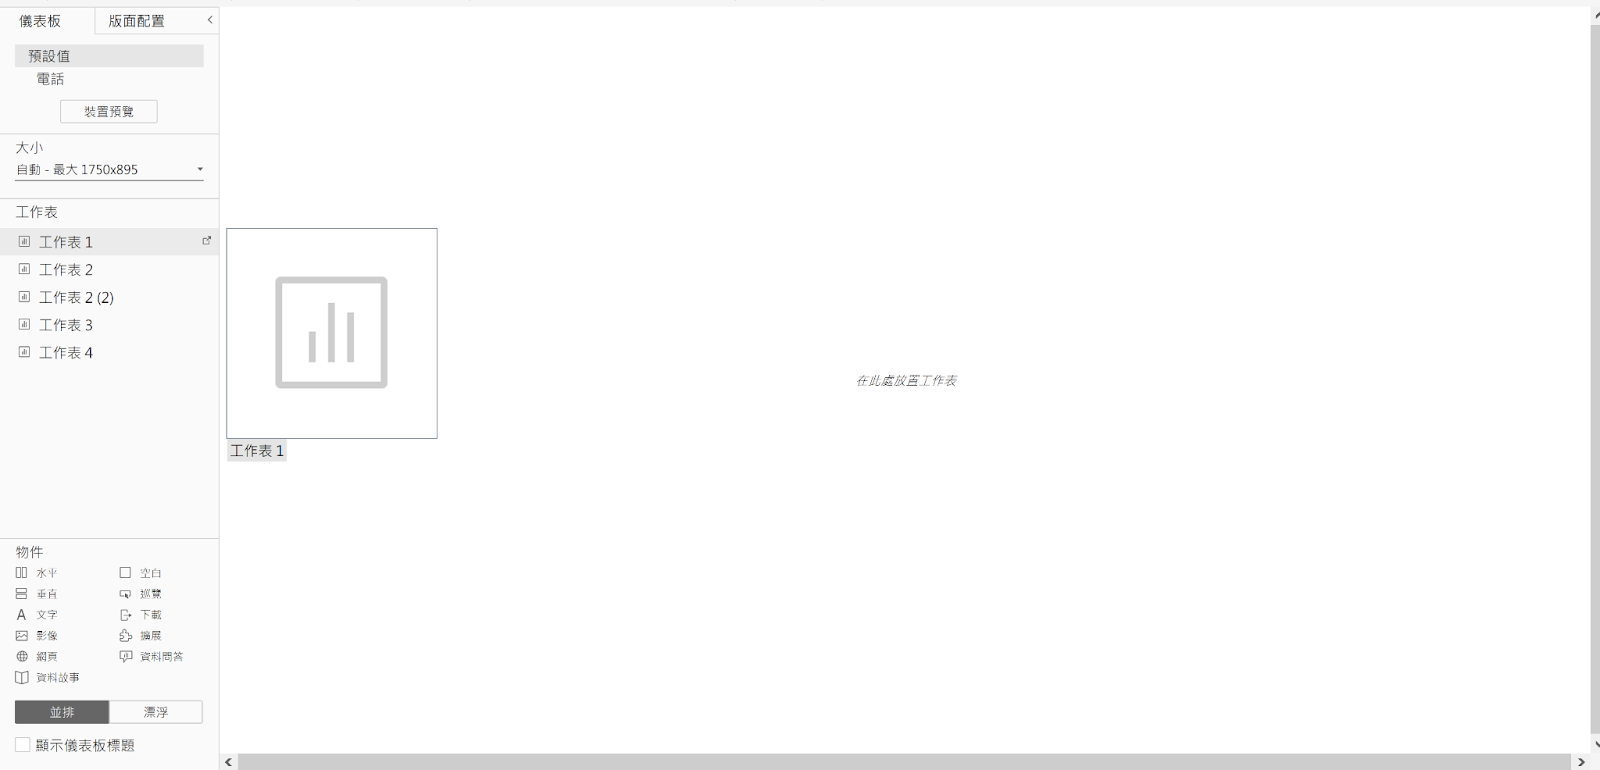 儀表板
版面配置
預設值
電話
裝置預覽
大小
自動 - 最大 1750x895
工作表
工作表 1
工作表 2
工作表 2 (2)
工作表 3
工作表 4
工作表 1
在此處放置工作表
物件
水平 空白
垂直 巡覽
A 文字 下載
影像 擴展
網頁 資料問答
資料故事
並排 漂浮
顯示儀表板標題